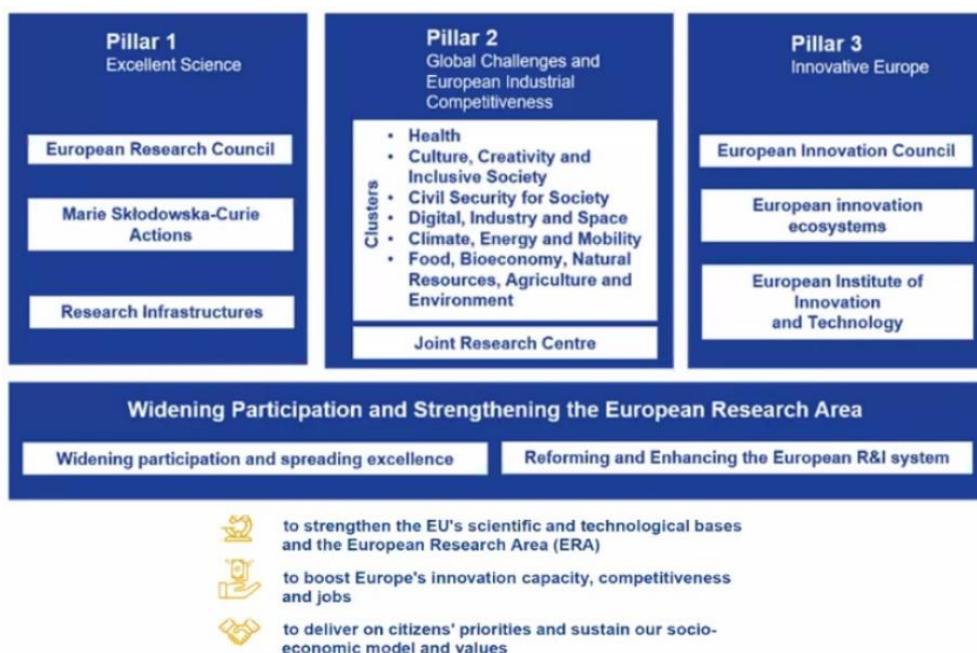 Pillar 1
Excellent Science
European Research Council
Marie Skłodowska-Curie
Actions
Research Infrastructures
Pillar 2
Global Challenges and
European Industrial
Competitiveness
Clusters
• Health
• Culture, Creativity and
Inclusive Society
• Civil Security for Society
• Digital, Industry and Space
• Climate, Energy and Mobility
• Food, Bioeconomy, Natural
Resources, Agriculture and
Environment
Joint Research Centre
Pillar 3
Innovative Europe
European Innovation Council
European innovation
ecosystems
European Institute of
Innovation
and Technology
Widening Participation and Strengthening the European Research Area
Widening participation and spreading excellence
Reforming and Enhancing the European R&I system
to strengthen the EU's scientific and technological bases
and the European Research Area (ERA)
to boost Europe's innovation capacity, competitiveness
and jobs
to deliver on citizens' priorities and sustain our socio-
economic model and values